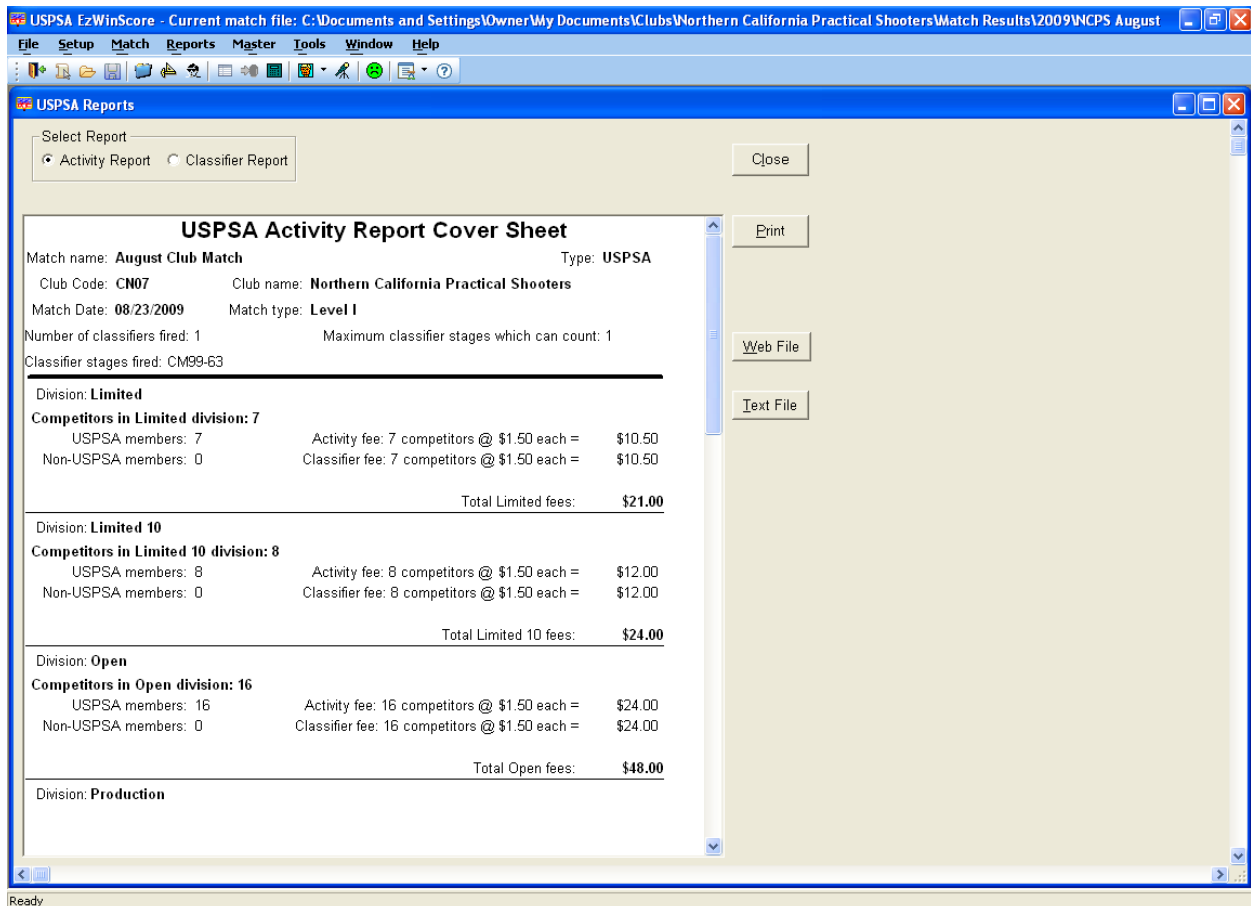 USPSA EzWinScore - Current match file: C:\Documents and Settings\Owner\My Documents\Clubs\Northern California Practical Shooters\Match Results\2009\NCPS August
File Setup Match Reports Master Tools Window Help
USPSA Reports
Select Report
Activity Report Classifier Report
Close
USPSA Activity Report Cover Sheet
Print
Match name: August Club Match Type: USPSA
Club Code: CN07 Club name: Northern California Practical Shooters
Match Date: 08/23/2009 Match type: Level I
Number of classifiers fired: 1 Maximum classifier stages which can count: 1
Web File
Classifier stages fired: CM99-63
Division: Limited
Text File
Competitors in Limited division: 7
USPSA members: 7 Activity fee: 7 competitors @ $1.50 each = $10.50
Non-USPSA members: 0 Classifier fee: 7 competitors @ $1.50 each = $10.50
Total Limited fees: $21.00
Division: Limited 10
Competitors in Limited 10 division: 8
USPSA members: 8 Activity fee: 8 competitors @ $1.50 each = $12.00
Non-USPSA members: 0 Classifier fee: 8 competitors @ $1.50 each = $12.00
Total Limited 10 fees: $24.00
Division: Open
Competitors in Open division: 16
USPSA members: 16 Activity fee: 16 competitors @ $1.50 each = $24.00
Non-USPSA members: 0 Classifier fee: 16 competitors @ $1.50 each = $24.00
Total Open fees: $48.00
Division: Production
Ready